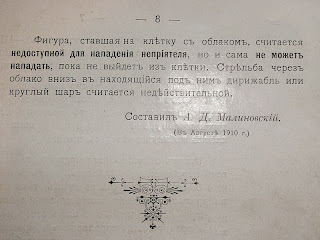 — 8 —
Фигура, ставшая на клѣтку съ облакомъ, считается
недоступной для нападенія непріятеля, но и сама не можетъ
нападать, пока не выйдетъ изъ клѣтки. Стрѣльба черезъ
облако внизъ въ находящійся подъ нимъ дирижабль или
круглый шаръ считается недѣйствительной.
Составилъ А. Д. Малиновскій.
(Въ Августѣ 1910 г.)